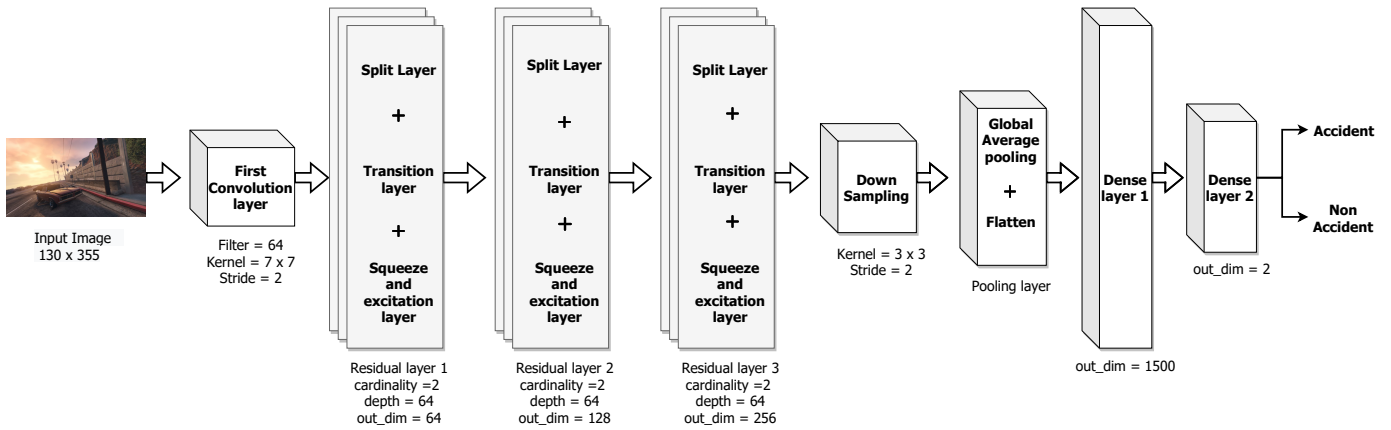 Input Image
130 x 355
First
Convolution
layer
Filter = 64
Kernel = 7 x 7
Stride = 2
Split Layer
+
Transition
layer
+
Squeeze and
excitation
layer
Residual layer 1
cardinality =2
depth = 64
out_dim = 64
Split Layer
+
Transition
layer
+
Squeeze and
excitation
layer
Residual layer 2
cardinality =2
depth = 64
out_dim = 128
Split Layer
+
Transition
layer
+
Squeeze and
excitation
layer
Residual layer 3
cardinality =2
depth = 64
out_dim = 256
Down
Sampling
Kernel = 3 x 3
Stride = 2
Global
Average
pooling
+
Flatten
Pooling layer
Dense
layer 1
out_dim = 1500
Dense
layer 2
out_dim = 2
Accident
Non
Accident